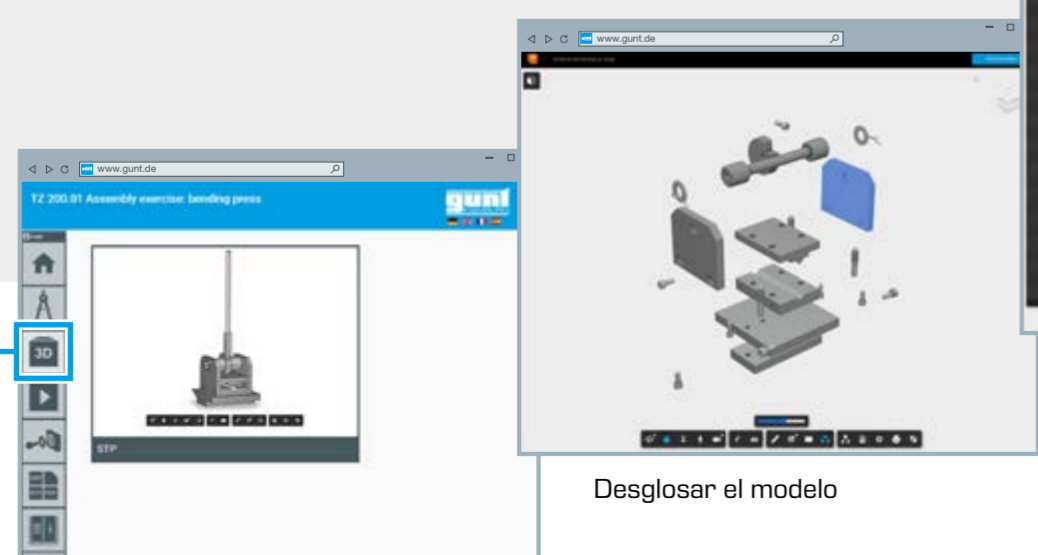 www.gunt.de
www.gunt.de
TZ 200.01 Assembly exercise: bending press
gunt
3D
STP
Desglosar el modelo